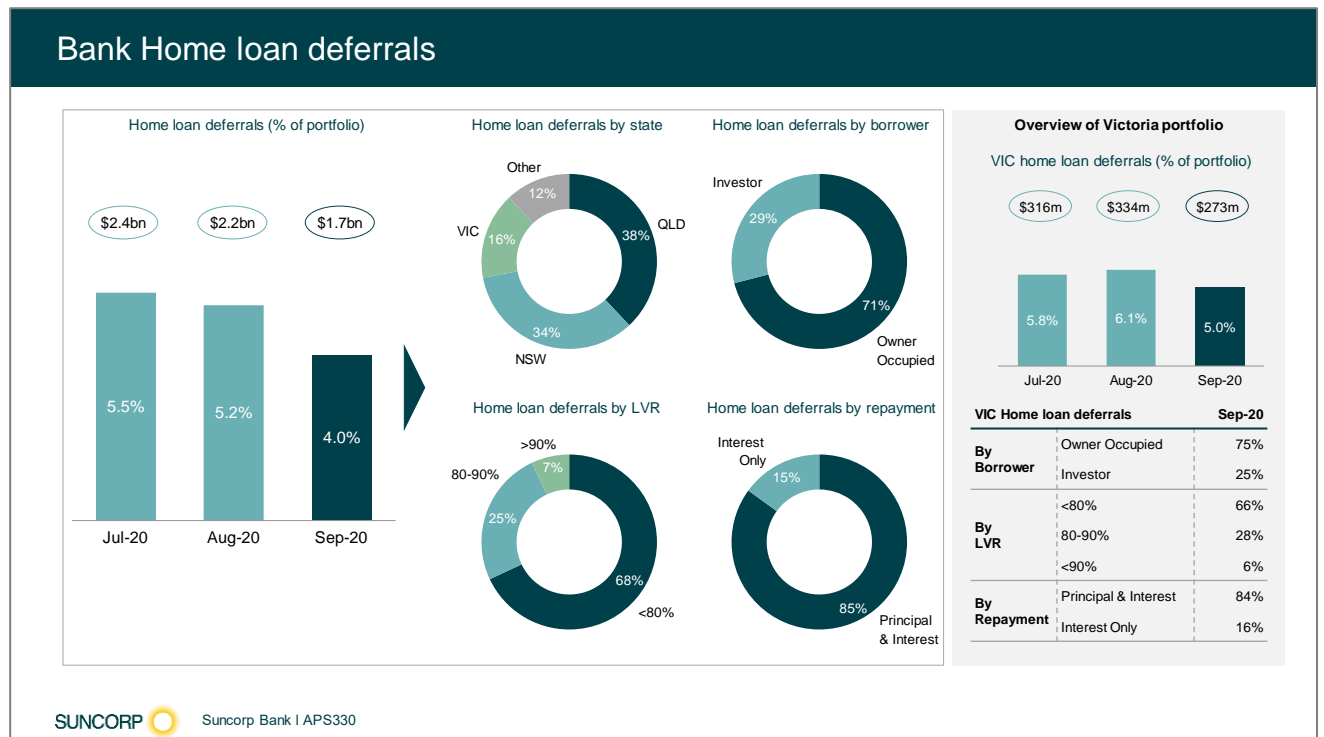 Bank Home loan deferrals
Home loan deferrals (% of portfolio)
$2.4bn
$2.2bn
$1.7bn
5.5%
5.2%
4.0%
Jul-20
Aug-20
Sep-20
Home loan deferrals by state
Other
12%
VIC
16%
38%
QLD
34%
NSW
Home loan deferrals by borrower
Investor
29%
71%
Owner
Occupied
Home loan deferrals by LVR
>90%
7%
80-90%
25%
68%
<80%
Home loan deferrals by repayment
Interest
Only
15%
85%
Principal
& Interest
Overview of Victoria portfolio
VIC home loan deferrals (% of portfolio)
$316m
$334m
$273m
5.8%
6.1%
5.0%
Jul-20
Aug-20
Sep-20
VIC Home loan deferrals Sep-20
By
Borrower
Owner Occupied 75%
Investor 25%
By
LVR
<80% 66%
80-90% 28%
<90% 6%
By
Repayment
Principal & Interest 84%
Interest Only 16%
SUNCORP
Suncorp Bank I APS330